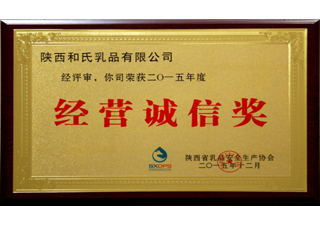 陕西和氏乳品有限公司
经评审，你司荣获二〇一五年度
经营诚信奖
SXDPS
陕西省乳品安全生产协会
二〇一五年十二月